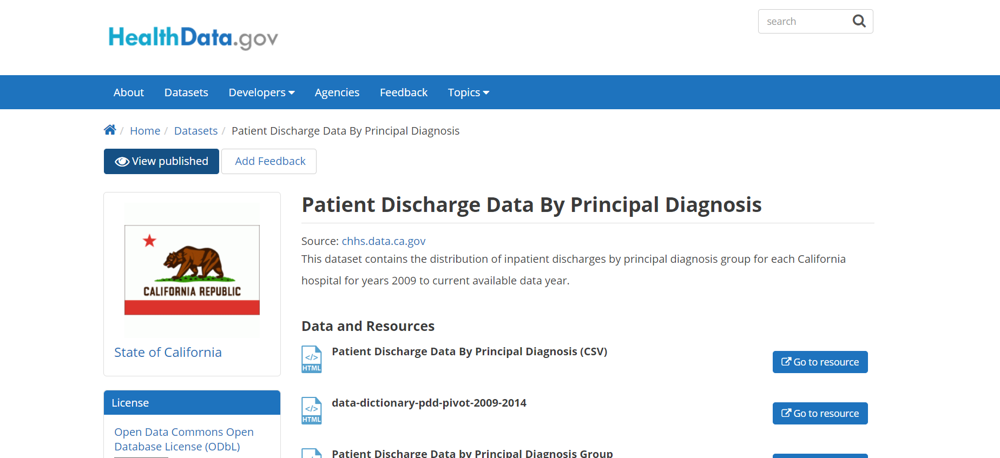 HealthData.gov
search
About Datasets Developers Agencies Feedback Topics
/ Home / Datasets / Patient Discharge Data By Principal Diagnosis
View published Add Feedback
CALIFORNIA REPUBLIC
State of California
License
Open Data Commons Open
Database License (ODbL)
Patient Discharge Data By Principal Diagnosis
Source: chhs.data.ca.gov
This dataset contains the distribution of inpatient discharges by principal diagnosis group for each California
hospital for years 2009 to current available data year.
Data and Resources
</>
HTML
Patient Discharge Data By Principal Diagnosis (CSV)
Go to resource
</>
HTML
data-dictionary-pdd-pivot-2009-2014
Go to resource
Patient Discharge Data by Principal Diagnosis Group